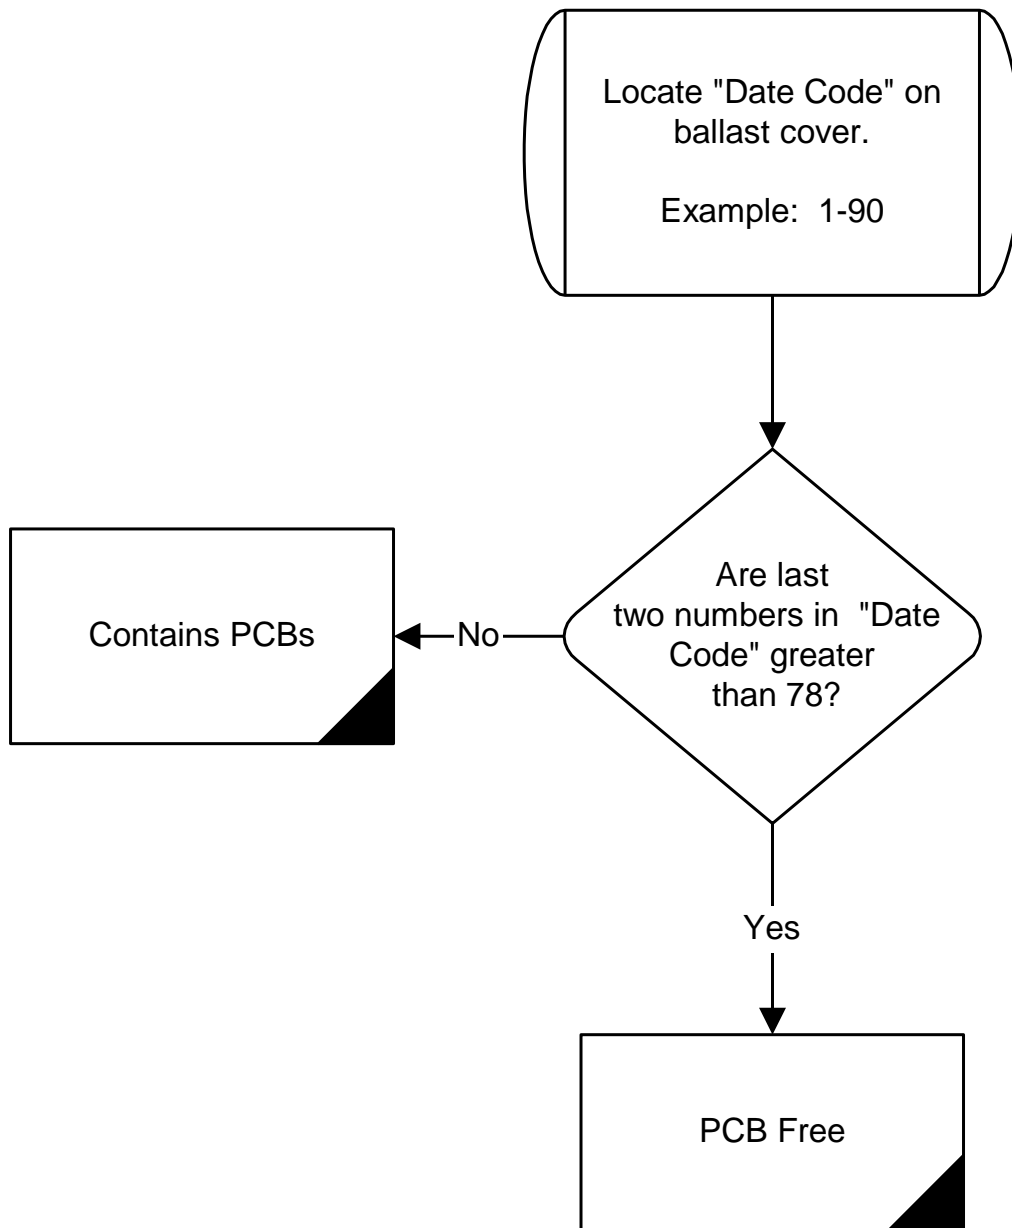 Locate "Date Code" on
ballast cover.
Example:  1-90
Are last
two numbers in  "Date
Code" greater
than 78?
Contains PCBs
No
Yes
PCB Free